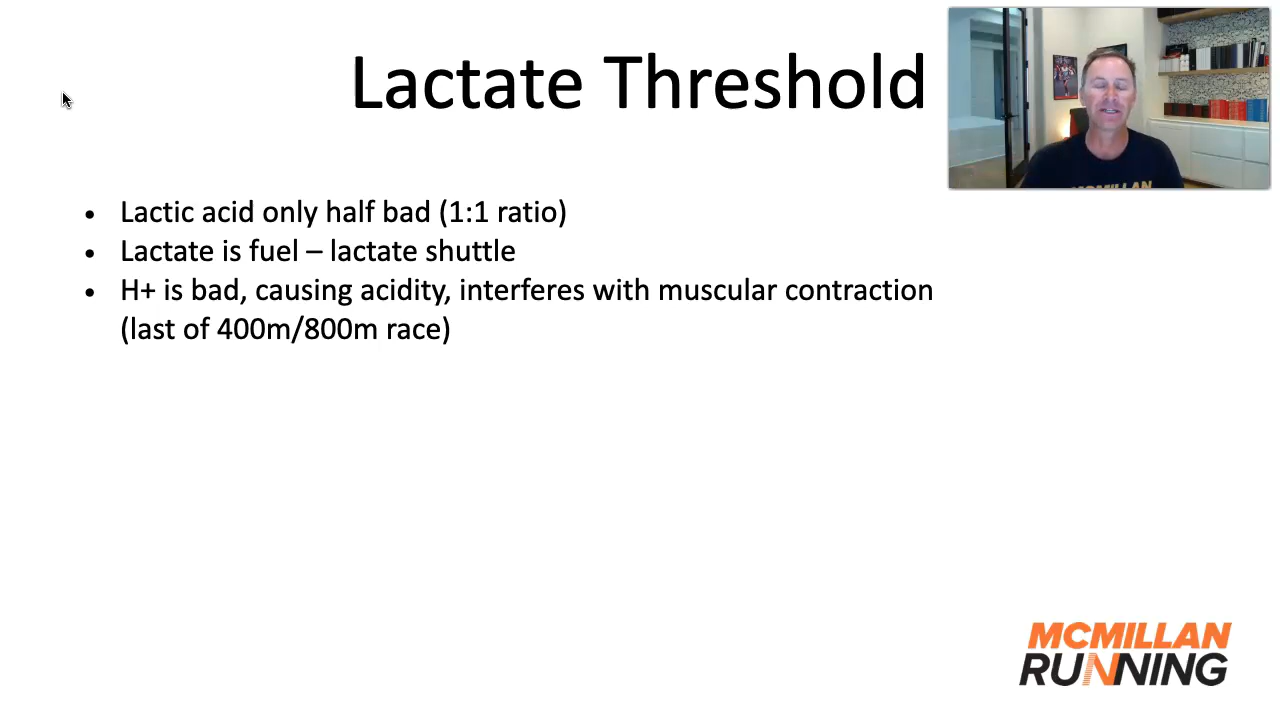 Lactate Threshold
• Lactic acid only half bad (1:1 ratio)
• Lactate is fuel – lactate shuttle
• H+ is bad, causing acidity, interferes with muscular contraction
(last of 400m/800m race)
MCMILLAN
MCMILLAN
RUNNING